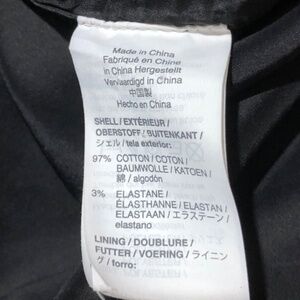 Made in China
Fabriqué en Chine
in China Hergestellt
Vervaardigd in China
中国製
Hecho en China
SHELL / EXTÉRIEUR /
OBERSTOFF / BUITENKANT /
シェル / tela exterior:
97% COTTON / COTON /
BAUMWOLLE / KATOEN /
綿 / algodón
3% ELASTANE /
ÉLASTHANNE / ELASTAN /
ELASTAAN / エラステーン /
elastano
LINING / DOUBLURE /
FUTTER / VOERING / ライニン
グ / forro: